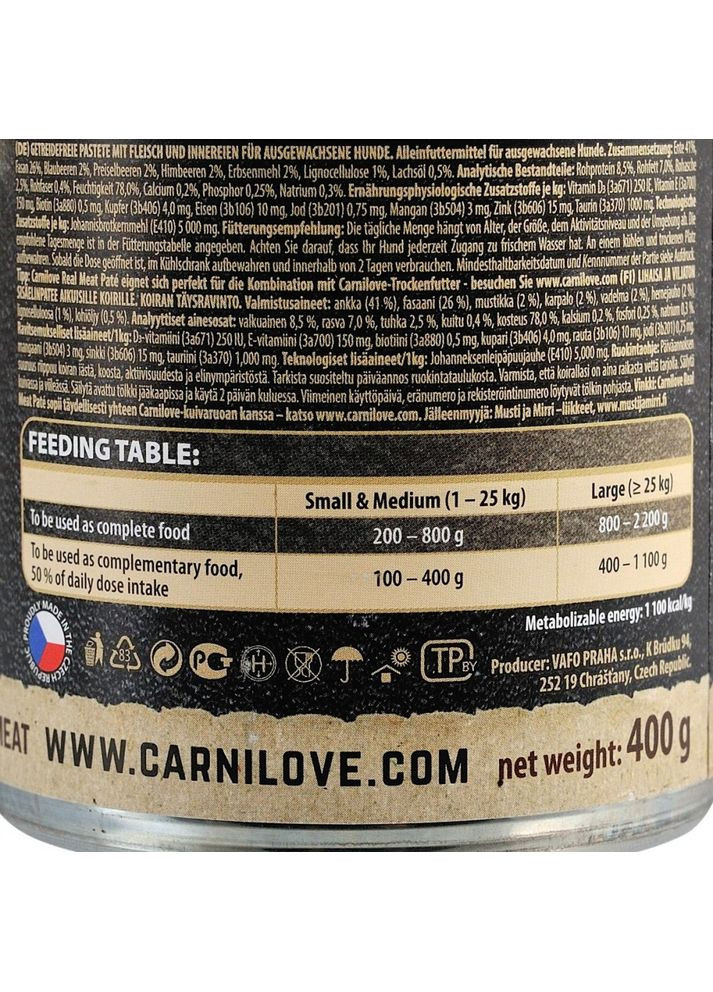 (DE) GETREIDEFREIE PASTETE MIT FLEISCH UND INNEREIEN FÜR AUSGEWACHSENE HUNDE. Alleinfuttermittel für ausgewachsene Hunde. Zusammensetzung: Ente 41%,
Fasan 26%, Blaubeeren 2%, Preiselbeeren 2%, Himbeeren 2%, Erbsenmehl 2%, Lignocellulose 1%, Lachsöl 0,5%. Analytische Bestandteile: Rohprotein 8,5%, Rohfett 7,0%, Rohasche
2,5%, Rohfaser 0,4%, Feuchtigkeit 78,0%, Calcium 0,2%, Phosphor 0,25%, Natrium 0,3%. Ernährungsphysiologische Zusatzstoffe je kg: Vitamin D₃ (3a671) 250 IE, Vitamin E (3a700)
150 mg, Biotin (3a880) 0,5 mg, Kupfer (3b406) 4,0 mg, Eisen (3b106) 10 mg, Jod (3b201) 0,75 mg, Mangan (3b504) 3 mg, Zink (3b606) 15 mg, Taurin (3a370) 1000 mg. Technologische
Zusatzstoffe je kg: Johannisbrotkernmehl (E410) 5 000 mg. Fütterungsempfehlung: Die tägliche Menge hängt von Alter, der Größe, dem Aktivitätsniveau und der Umgebung ab. Die
empfohlene Tagesmenge ist in der Fütterungstabelle angegeben. Achten Sie darauf, dass Ihr Hund jederzeit Zugang zu frischem Wasser hat. An einem kühlen und trockenen Platz
aufbewahren. Sobald die Dose geöffnet ist, im Kühlschrank aufbewahren und innerhalb von 2 Tagen verbrauchen. Mindesthaltbarkeitsdatum und Kennnummer der Partie siehe Aufdruck.
Tipp: Carnilove Real Meat Paté eignet sich perfekt für die Kombination mit Carnilove-Trockenfutter - besuchen Sie www.carnilove.com (FI) LIHAISA JA VILJATON
SISÄELINPATEE AIKUISILLE KOIRILLE. KOIRAN TÄYSRAVINTO. Valmistusaineet: ankka (41 %), fasaani (26 %), mustikka (2 %), karpalo (2 %), vadelma (2 %), hernejauho (2 %),
lignoselluloosa (1 %), lohiöljy (0,5 %). Analyyttiset ainesosat: valkuainen 8,5 %, rasva 7,0 %, tuhka 2,5 %, kuitu 0,4 %, kosteus 78,0 %, kalsium 0,2 %, fosfori 0,25 %, natrium 0,3 %.
Ravitsemukselliset lisäaineet/1kg: D₃-vitamiini (3a671) 250 IU, E-vitamiini (3a700) 150 mg, biotiini (3a880) 0,5 mg, kupari (3b406) 4,0 mg, rauta (3b106) 10 mg, jodi (3b201) 0,75 mg,
mangaani (3b504) 3 mg, sinkki (3b606) 15 mg, tauriini (3a370) 1,000 mg. Teknologiset lisäaineet/1kg: Johanneksenleipäpuujauhe (E410) 5,000 mg. Ruokintaohje: Päiväannoksen
suuruus riippuu koiran iästä, koosta, aktiivisuudesta ja elinympäristöstä. Tarkista suositeltu päiväannos ruokintataulukosta. Varmista, että koirallasi on aina raikasta vettä tarjolla. Säilytä
kuivassa ja viileässä. Säilytä avattu tölkki jääkaapissa ja käytä 2 päivän kuluessa. Viimeinen käyttöpäivä, eränumero ja rekisteröintinumero löytyvät tölkin pohjasta. Vinkki: Carnilove Real
Meat Paté sopii täydellisesti yhteen Carnilove-kuivaruoan kanssa – katso www.carnilove.com. Jälleenmyyjä: Musti ja Mirri – liikkeet, www.mustijamirri.fi
FEEDING TABLE:
Small & Medium (1 – 25 kg) Large (≥ 25 kg)
To be used as complete food 200 – 800 g 800 – 2 200 g
To be used as complementary food,
50 % of daily dose intake 100 – 400 g 400 – 1 100 g
Metabolizable energy: 1 100 kcal/kg
PROUDLY MADE IN THE CZECH REPUBLIC
83
PC
H
TP BY
Producer: VAFO PRAHA s.r.o., K Brůdku 94,
252 19 Chrášťany, Czech Republic.
MEAT WWW.CARNILOVE.COM net weight: 400 g